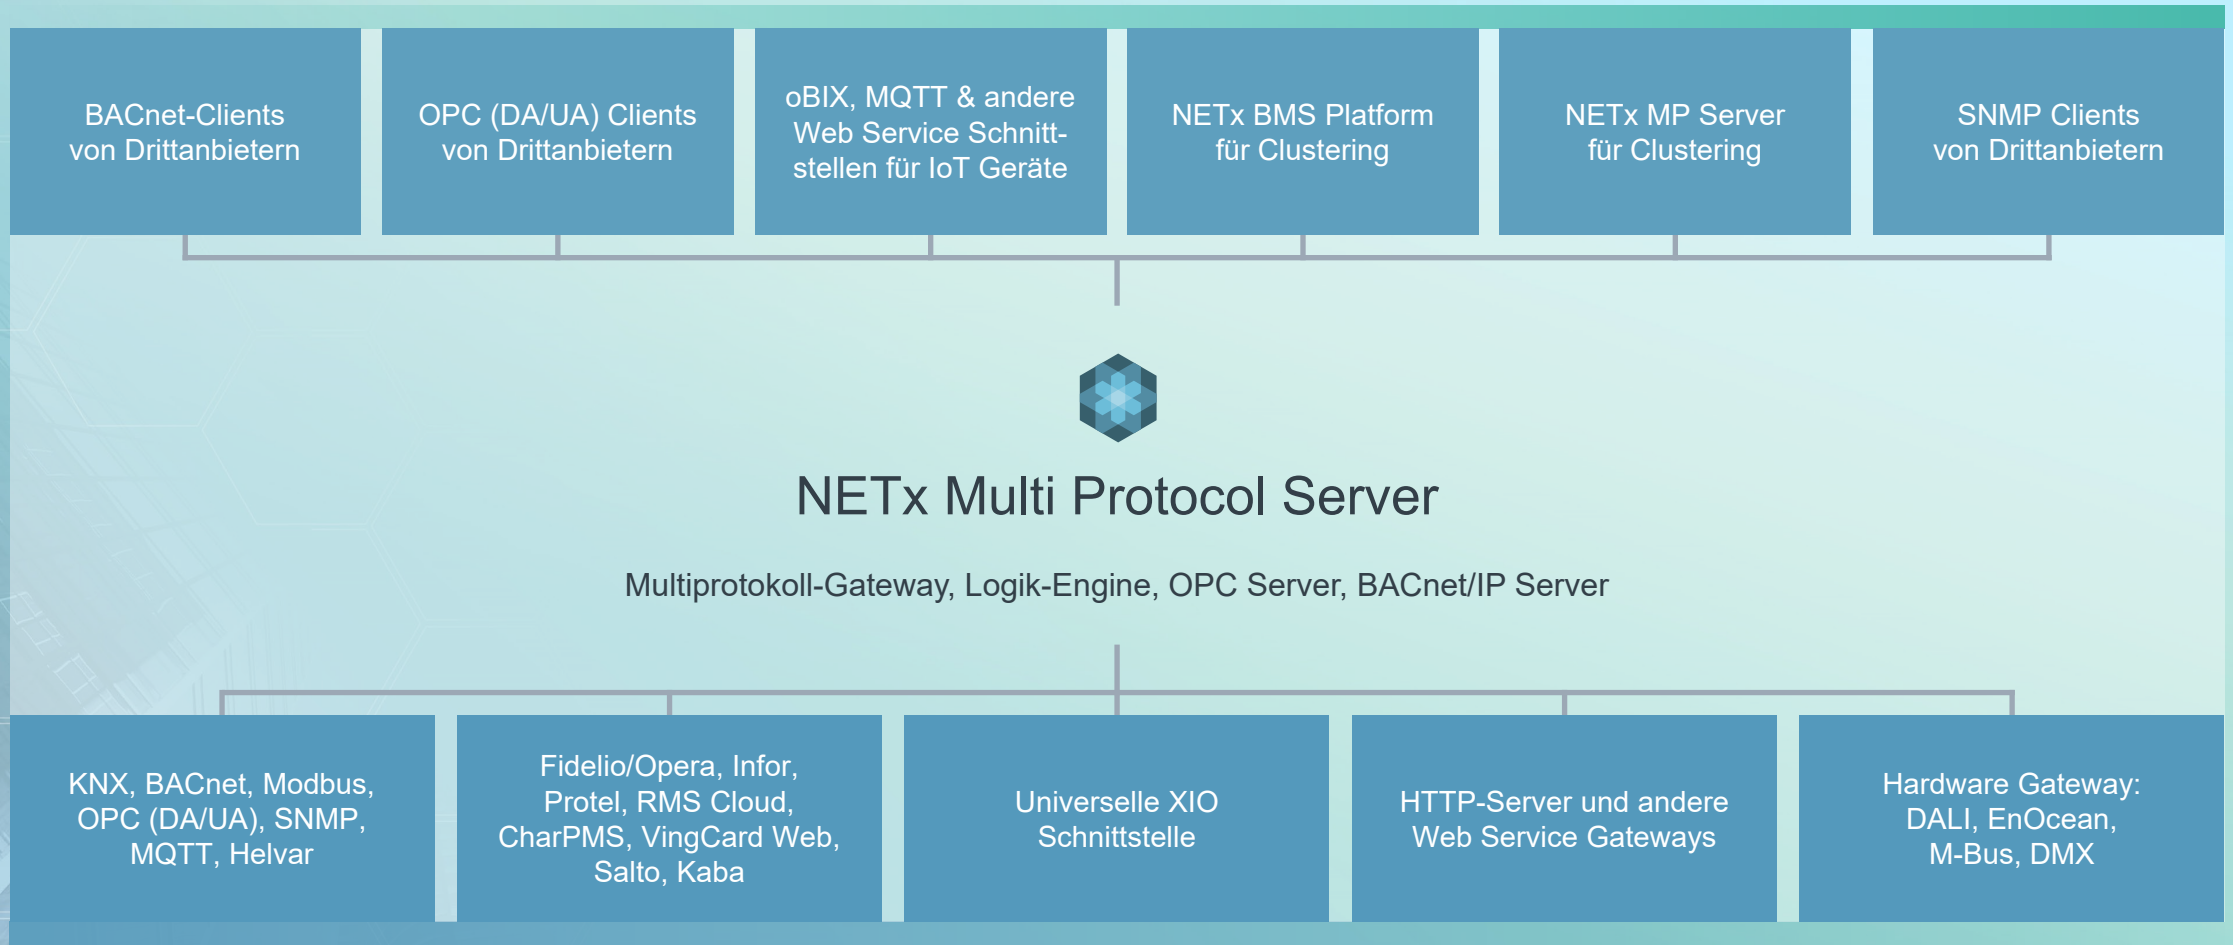 BACnet-Clients
von Drittanbietern
OPC (DA/UA) Clients
von Drittanbietern
oBIX, MQTT & andere
Web Service Schnitt-
stellen für IoT Geräte
NETx BMS Platform
für Clustering
NETx MP Server
für Clustering
SNMP Clients
von Drittanbietern
NETx Multi Protocol Server
Multiprotokoll-Gateway, Logik-Engine, OPC Server, BACnet/IP Server
KNX, BACnet, Modbus,
OPC (DA/UA), SNMP,
MQTT, Helvar
Fidelio/Opera, Infor,
Protel, RMS Cloud,
CharPMS, VingCard Web,
Salto, Kaba
Universelle XIO
Schnittstelle
HTTP-Server und andere
Web Service Gateways
Hardware Gateway:
DALI, EnOcean,
M-Bus, DMX